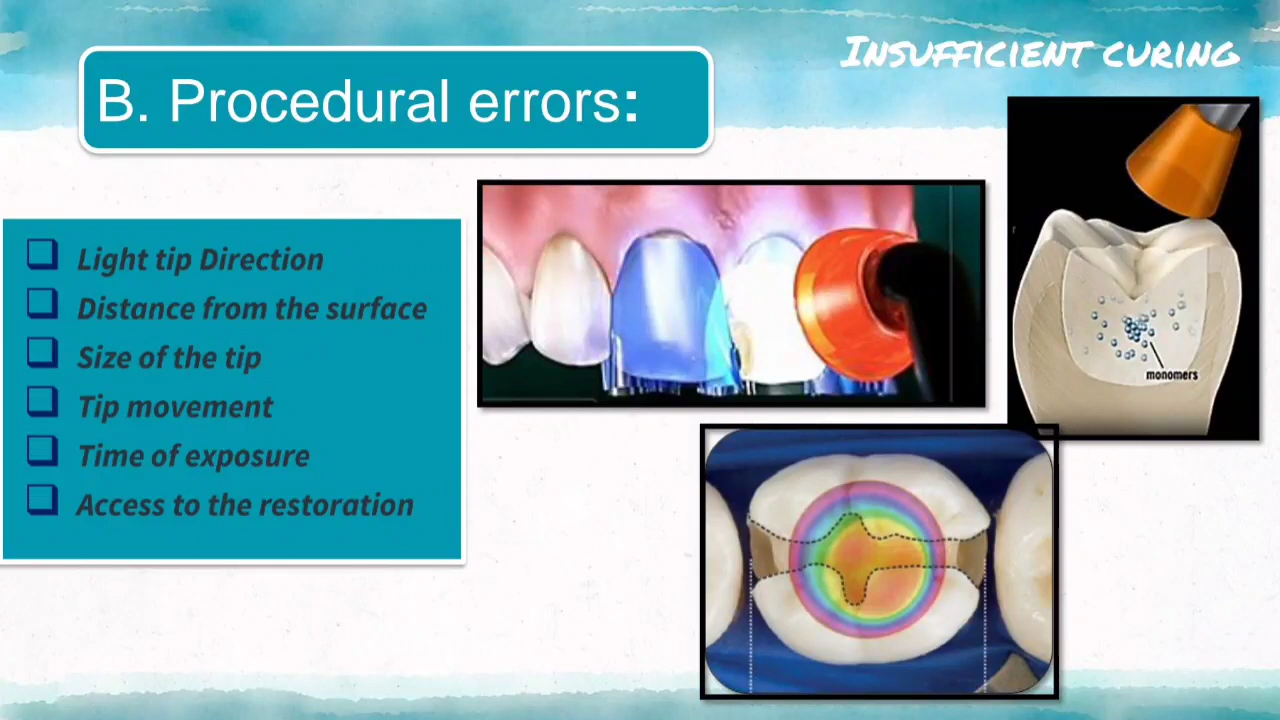 INSUFFICIENT CURING
B. Procedural errors:
Light tip Direction
Distance from the surface
Size of the tip
Tip movement
Time of exposure
Access to the restoration
monomers